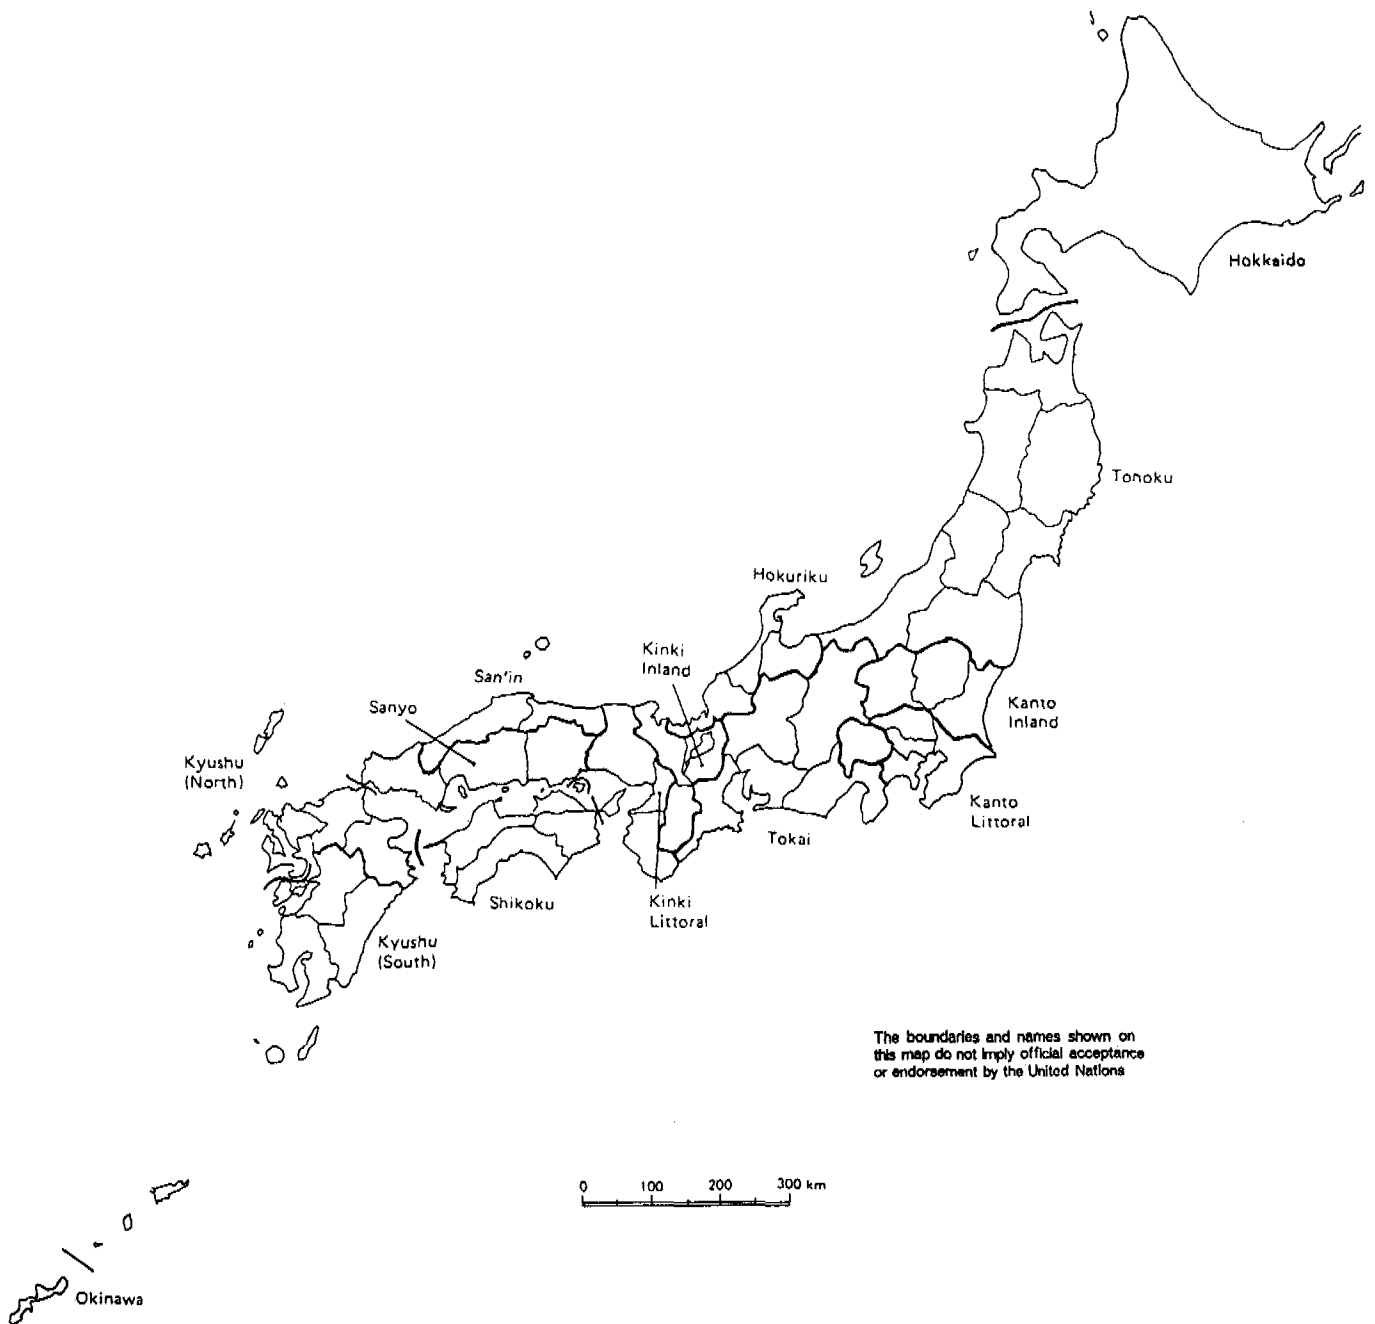 Hokkaido
Tohoku
Hokuriku
Kinki
Inland
San'in
Sanyo
Kanto
Inland
Kyushu
(North)
Kanto
Littoral
Tokai
Shikoku
Kinki
Littoral
Kyushu
(South)
The boundaries and names shown on
this map do not imply official acceptance
or endorsement by the United Nations
0 100 200 300 km
Okinawa